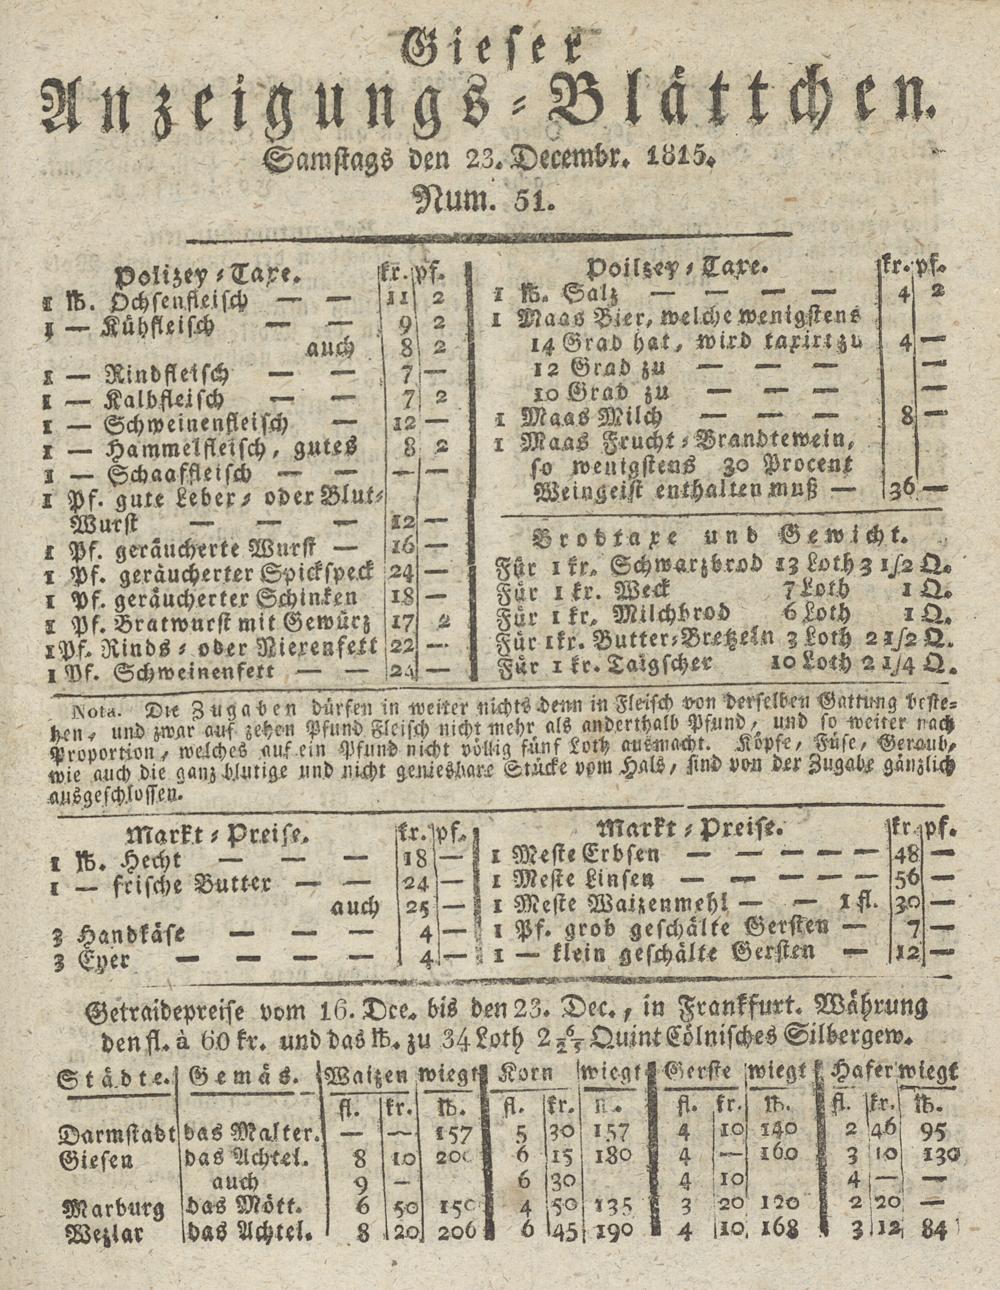 Gieser
Anzeigungs-Blättchen.
Samstags den 23. Decembr. 1815.
Num. 51.
Polizey-Taxe. kr. pf.
1 ℔. Ochsenfleisch — — 11 2
1 — Kühfleisch — — 9 2
auch 8 2
1 — Rindfleisch — — 7 —
1 — Kalbfleisch — — 7 2
1 — Schweinenfleisch — 12 —
1 — Hammelfleisch, gutes 8 2
1 — Schaaffleisch — — — —
1 Pf. gute Leber- oder Blut-
Wurst — — — 12 —
1 Pf. geräucherte Wurst — 16 —
1 Pf. geräucherter Spickspeck 24 —
1 Pf. geräucherter Schinken 18 —
1 Pf. Bratwurst mit Gewürz 17 2
1 Pf. Rinds- oder Nierenfett 22 —
1 Pf. Schweinenfett — — 24 —
Poilzey-Taxe. kr. pf.
1 ℔. Salz — — — — 4 2
1 Maas Bier, welche wenigstens
14 Grad hat, wird taxirt zu 4 —
12 Grad zu — — — —
10 Grad zu — — — —
1 Maas Milch — — — 8 —
1 Maas Frucht-Brandtewein,
so wenigstens 30 Procent
Weingeist enthalten muß — 36 —
Brodtaxe und Gewicht.
Für 1 kr. Schwarzbrod 13 Loth 3 1/2 Q.
Für 1 kr. Weck 7 Loth 1 Q.
Für 1 kr. Milchbrod 6 Loth 1 Q.
Für 1 kr. Butter-Bretzeln 3 Loth 2 1/2 Q.
Für 1 kr. Taigscher 10 Loth 2 1/4 Q.
Nota. Die Zugaben dürfen in weiter nichts denn in Fleisch von derselben Gattung beste-
hen, und zwar auf zehen Pfund Fleisch nicht mehr als anderthalb Pfund, und so weiter nach
Proportion, welches auf ein Pfund nicht völlig fünf Loth ausmacht. Köpfe, Füse, Geraub,
wie auch die ganz blutige und nicht geniesbare Stücke vom Hals, sind von der Zugabe gänzlich
ausgeschlossen.
Markt-Preise. kr. pf.
1 ℔. Hecht — — — 18 —
1 — frische Butter — — 24 —
auch 25 —
3 Handkäse — — — 4 —
3 Eyer — — — — 4 —
Markt-Preise. kr. pf.
1 Meste Erbsen — — — — — 48 —
1 Meste Linsen — — — — — 56 —
1 Meste Waizenmehl — — 1 fl. 30 —
1 Pf. grob geschälte Gersten — 7 —
1 — klein geschälte Gersten — 12 —
Getraidepreise vom 16. Dce. bis den 23. Dec., in Frankfurt. Währung
den fl. à 60 kr. und das ℔. zu 34 Loth 2 Quint Cölnisches Silbergew.
Städte. Gemäs. Waizen wiegt Korn wiegt Gerste wiegt Hafer wiegt
fl. kr. ℔. fl. kr. fl. kr. ℔. fl. kr. ℔.
Darmstadt das Malter. — — 157 5 30 157 4 10 140 2 46 95
Giesen das Achtel. 8 10 200 6 15 180 4 — 160 3 10 130
auch 9 — 6 30 4 10 4 — —
Marburg das Mött. 6 50 150 4 50 135 3 20 120 2 20 —
Wezlar das Achtel. 8 20 206 6 45 190 4 10 168 3 12 84